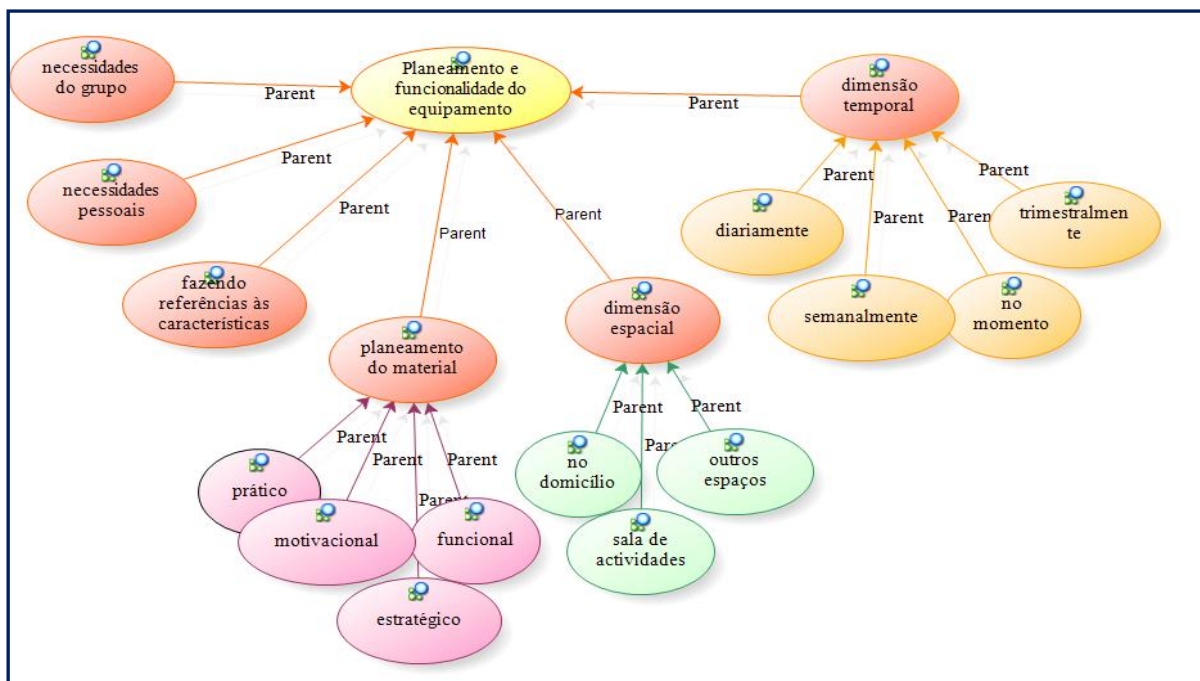 necessidades
do grupo
Parent
Planeamento e
funcionalidade do
equipamento
Parent
dimensão
temporal
necessidades
pessoais
Parent
Parent
Parent
Parent
fazendo
referências às
características
planeamento
do material
dimensão
espacial
Parent
Parent
Parent
Parent
diariamente
semanalmente
no
momento
trimestralmen
te
Parent
Parent
Parent
Parent
prático
motivacional
funcional
estratégico
Parent
Parent
Parent
no
domicílio
sala de
actividades
outros
espaços